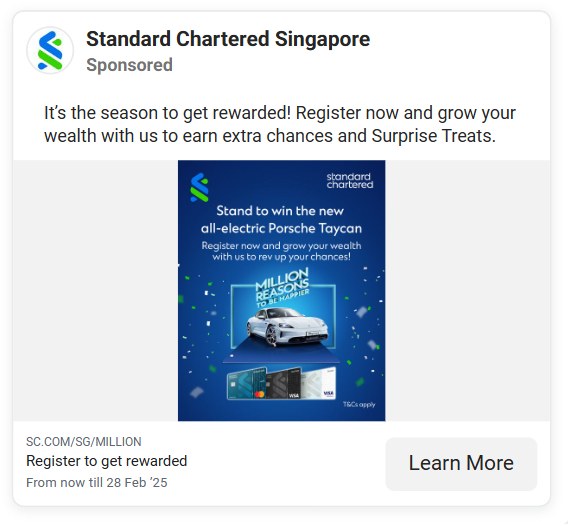 Standard Chartered Singapore
Sponsored
It's the season to get rewarded! Register now and grow your
wealth with us to earn extra chances and Surprise Treats.
standard
chartered
Stand to win the new
all-electric Porsche Taycan
Register now and grow your wealth
with us to rev up your chances!
MILLION
REASONS
TO BE HAPPIER
VISA
VISA
T&Cs apply
SC.COM/SG/MILLION
Register to get rewarded
From now till 28 Feb '25
Learn More